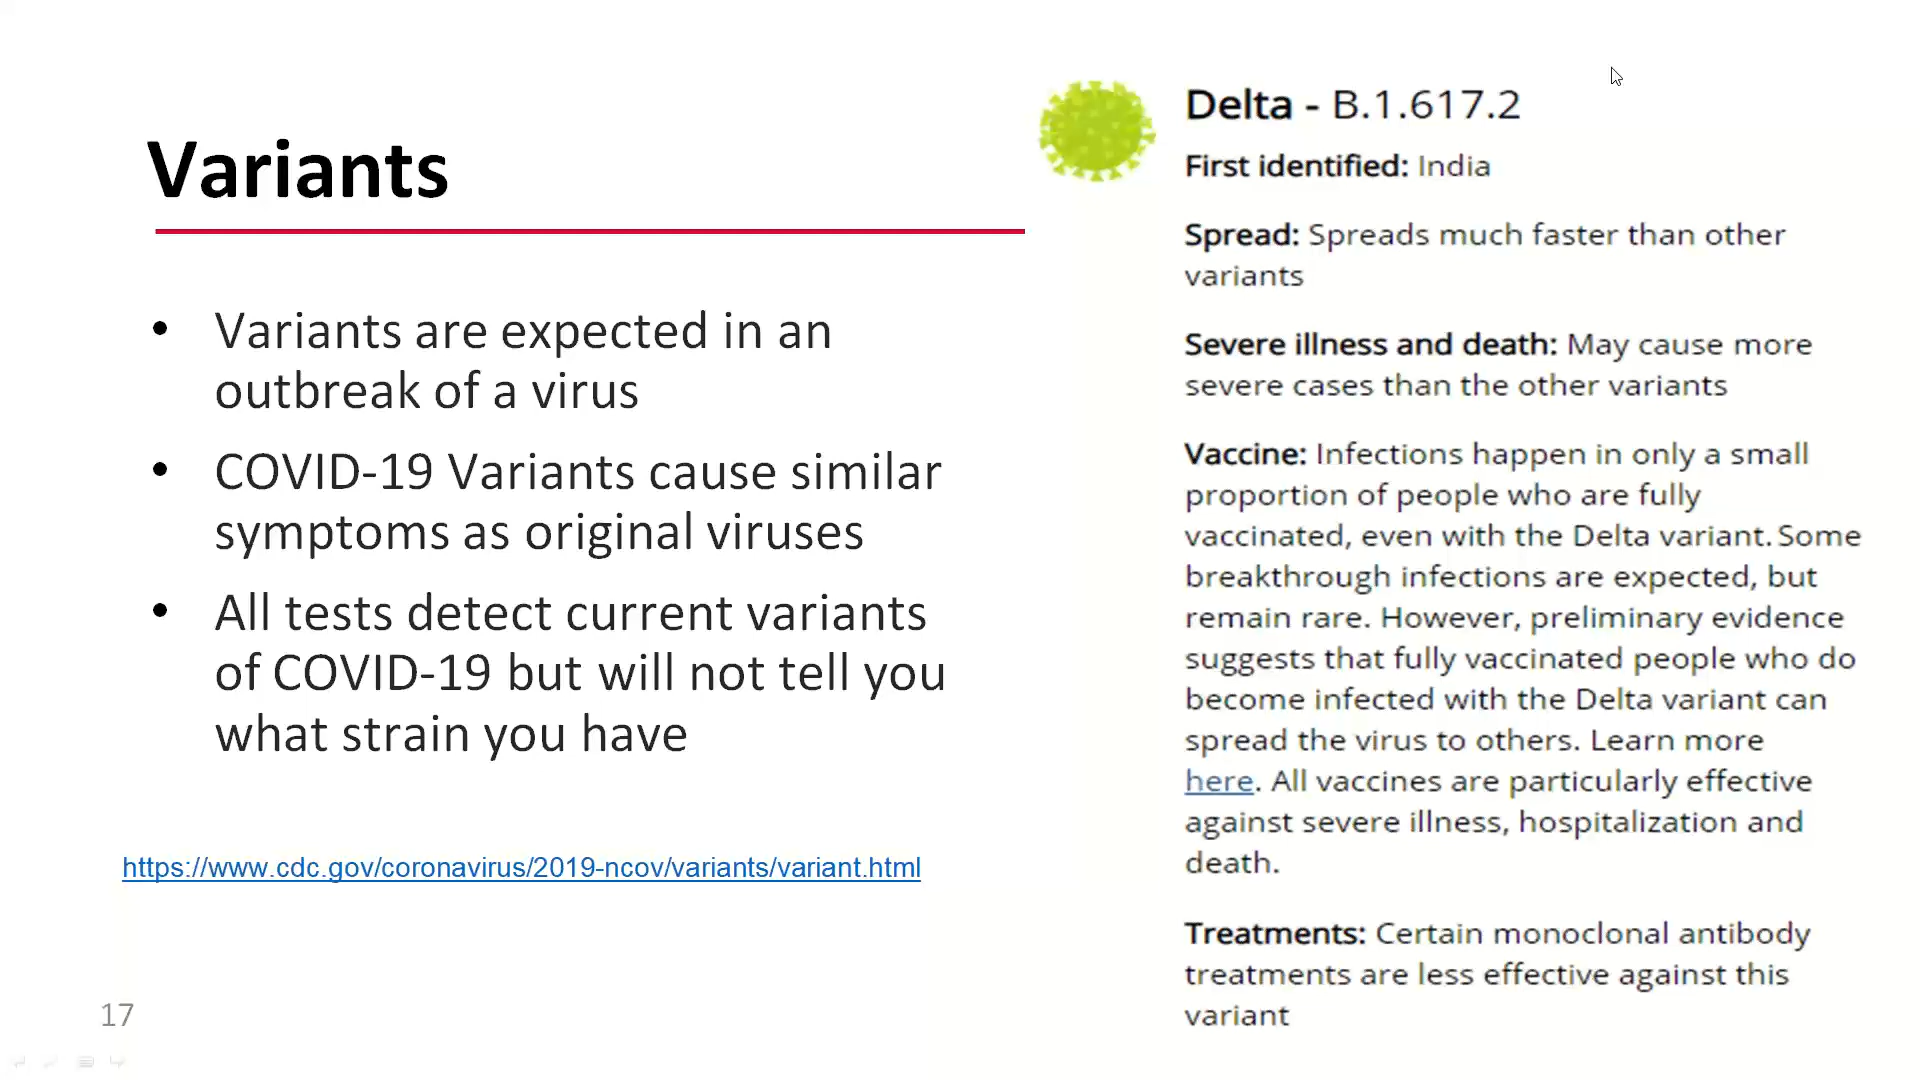 Variants
• Variants are expected in an
outbreak of a virus
• COVID-19 Variants cause similar
symptoms as original viruses
• All tests detect current variants
of COVID-19 but will not tell you
what strain you have
https://www.cdc.gov/coronavirus/2019-ncov/variants/variant.html
17
Delta - B.1.617.2
First identified: India
Spread: Spreads much faster than other
variants
Severe illness and death: May cause more
severe cases than the other variants
Vaccine: Infections happen in only a small
proportion of people who are fully
vaccinated, even with the Delta variant. Some
breakthrough infections are expected, but
remain rare. However, preliminary evidence
suggests that fully vaccinated people who do
become infected with the Delta variant can
spread the virus to others. Learn more
here. All vaccines are particularly effective
against severe illness, hospitalization and
death.
Treatments: Certain monoclonal antibody
treatments are less effective against this
variant